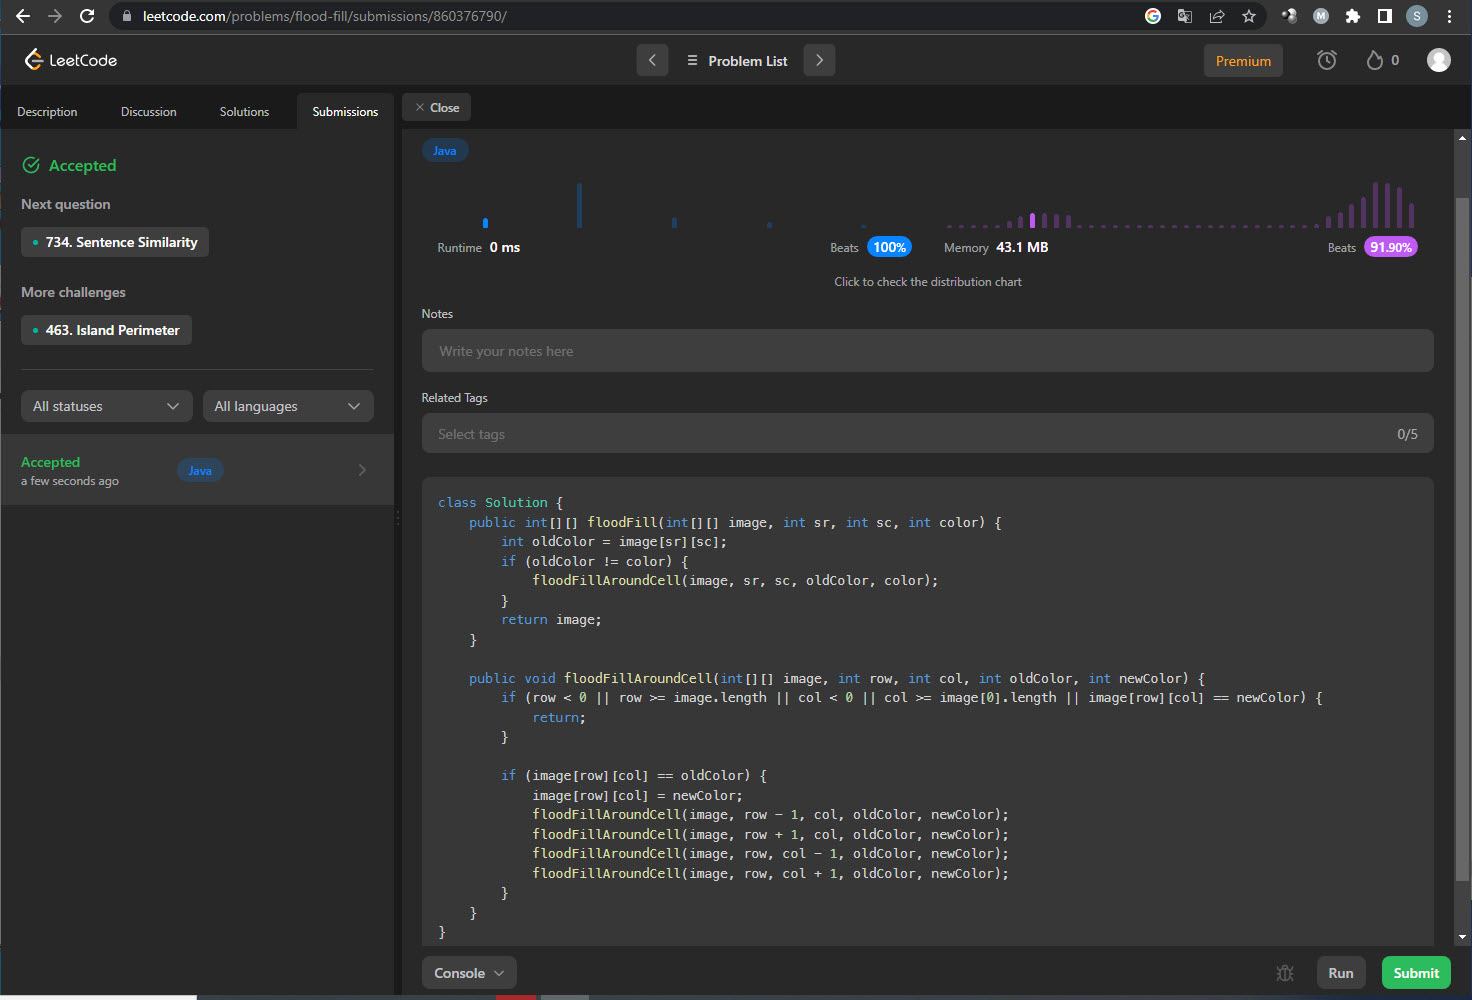 leetcode.com/problems/flood-fill/submissions/860376790/
G
M
S
LeetCode
Problem List
Premium
0
Description
Discussion
Solutions
Submissions
Close
Accepted
Next question
734. Sentence Similarity
More challenges
463. Island Perimeter
All statuses
All languages
Accepted
a few seconds ago
Java
Java
Runtime 0 ms
Beats 100%
Memory 43.1 MB
Beats 91.90%
Click to check the distribution chart
Notes
Write your notes here
Related Tags
Select tags
0/5
class Solution {
    public int[][] floodFill(int[][] image, int sr, int sc, int color) {
        int oldColor = image[sr][sc];
        if (oldColor != color) {
            floodFillAroundCell(image, sr, sc, oldColor, color);
        }
        return image;
    }
    public void floodFillAroundCell(int[][] image, int row, int col, int oldColor, int newColor) {
        if (row < 0 || row >= image.length || col < 0 || col >= image[0].length || image[row][col] == newColor) {
            return;
        }
        if (image[row][col] == oldColor) {
            image[row][col] = newColor;
            floodFillAroundCell(image, row - 1, col, oldColor, newColor);
            floodFillAroundCell(image, row + 1, col, oldColor, newColor);
            floodFillAroundCell(image, row, col - 1, oldColor, newColor);
            floodFillAroundCell(image, row, col + 1, oldColor, newColor);
        }
    }
}
Console
Run
Submit